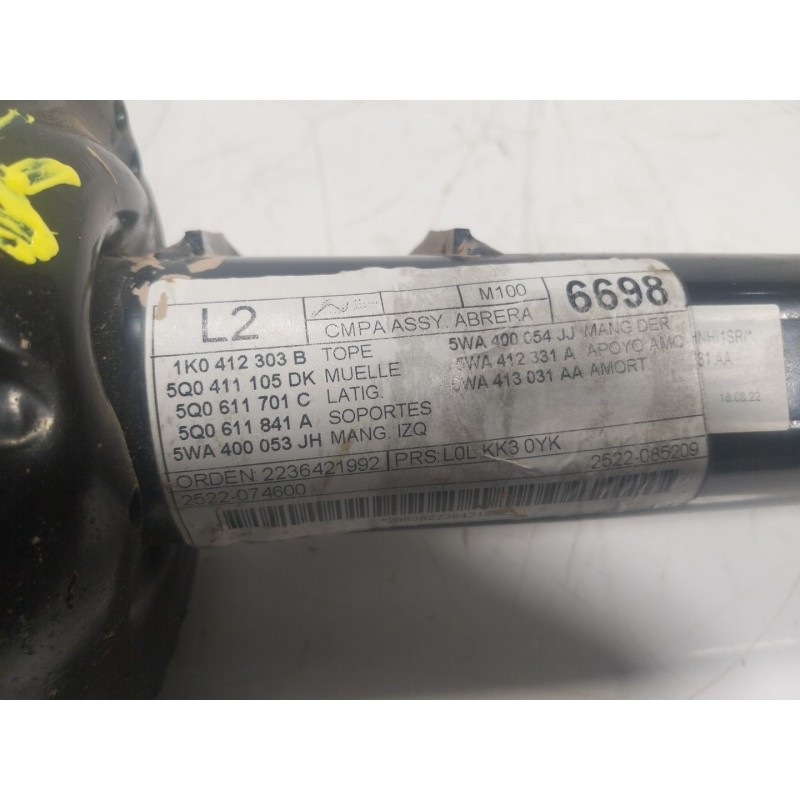 L2 M100 6698
CMPA ASSY. ABRERA
1K0 412 303 B TOPE 5WA 400 054 JJ MANG DER
5Q0 411 105 DK MUELLE 5WA 412 331 A APOYO AMO
5Q0 611 701 C LATIG. 5WA 413 031 AA AMORT
5Q0 611 841 A SOPORTES
5WA 400 053 JH MANG. IZQ
ORDEN: 2236421992 PRS: L0L KK3 0YK 2522-085209
2522-074600
031 AA
18.08.22